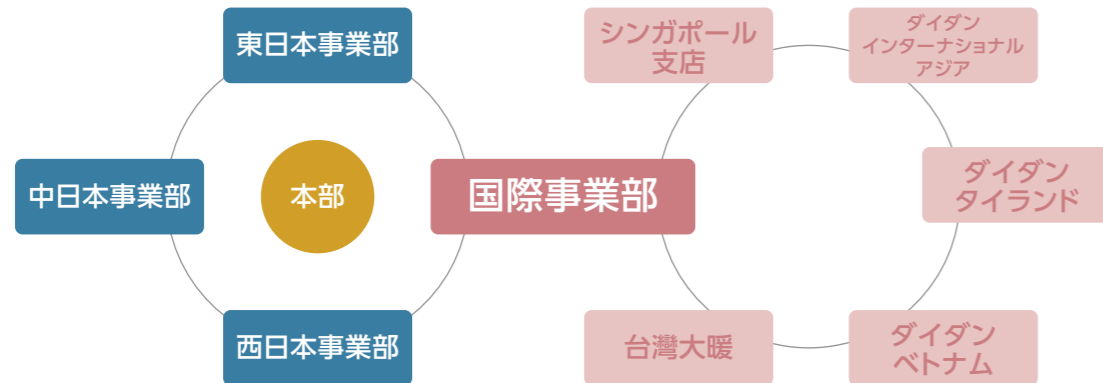 東日本事業部
シンガポール
支店
ダイダン
インターナショナル
アジア
中日本事業部
本部
国際事業部
ダイダン
タイランド
西日本事業部
台灣大暖
ダイダン
ベトナム